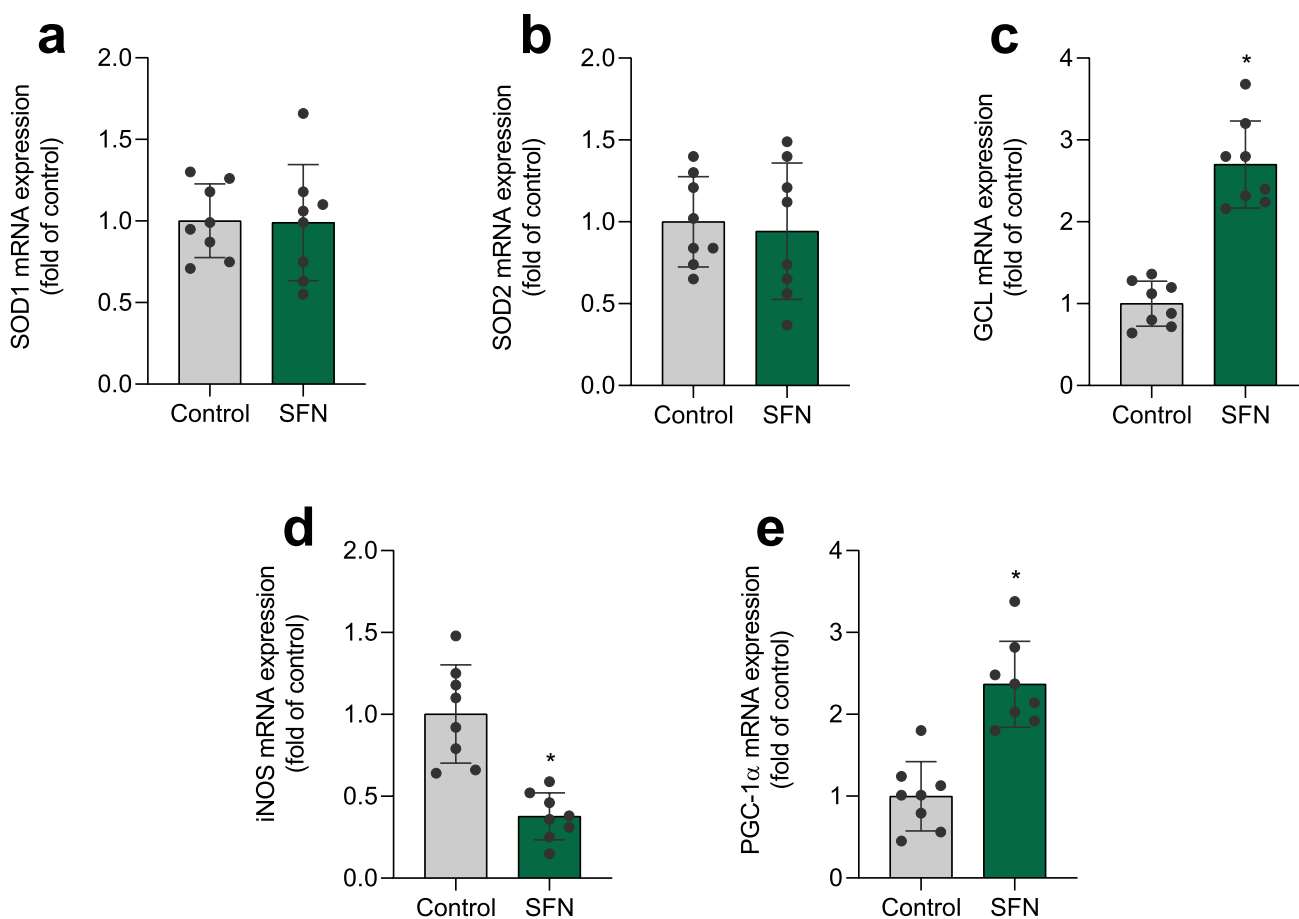 a
SOD1 mRNA expression
(fold of control)
2.0
1.5
1.0
0.5
0.0
Control SFN
b
SOD2 mRNA expression
(fold of control)
2.0
1.5
1.0
0.5
0.0
Control SFN
c
GCL mRNA expression
(fold of control)
4
3
2
1
0
*
Control SFN
d
iNOS mRNA expression
(fold of control)
2.0
1.5
1.0
0.5
0.0
*
Control SFN
e
PGC-1α mRNA expression
(fold of control)
4
3
2
1
0
*
Control SFN